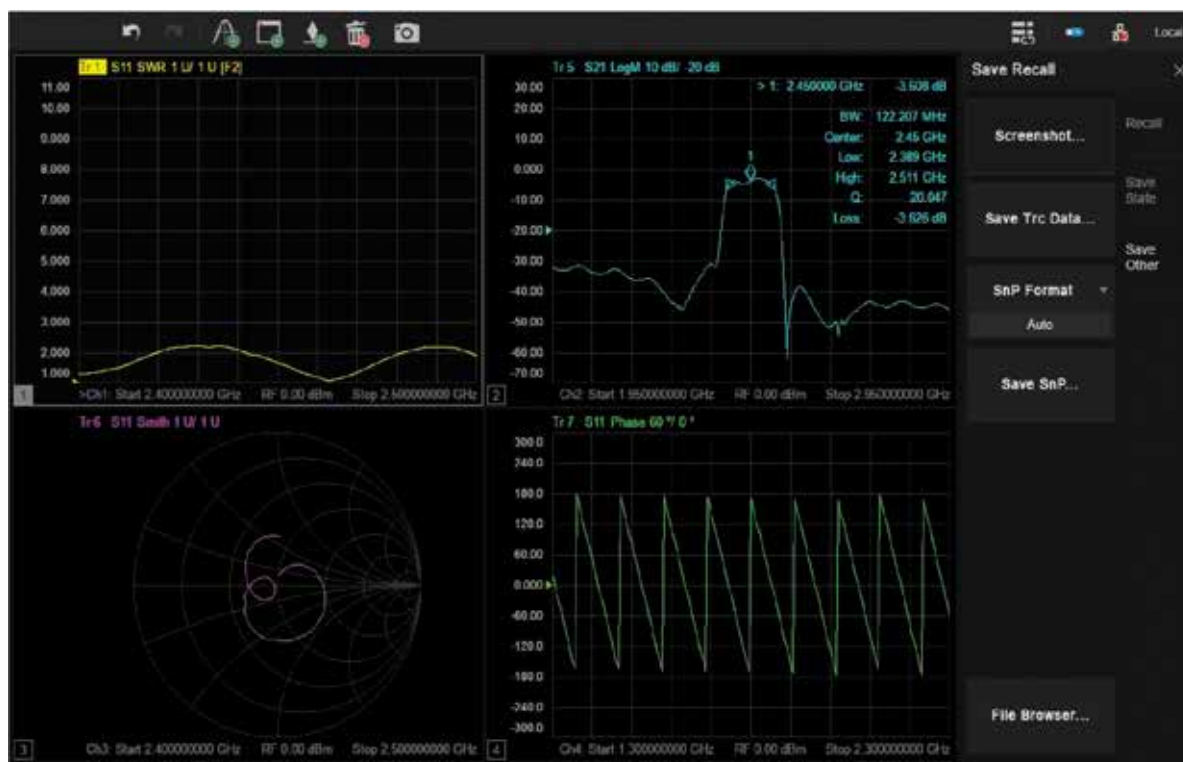 Local
Tr 1 S11 SWR 1 U/ 1 U [F2]
11.00
10.00
9.000
8.000
7.000
6.000
5.000
4.000
3.000
2.000
1.000
1
>Ch1: Start 2.400000000 GHz RF 0.00 dBm Stop 2.500000000 GHz
Tr 5 S21 LogM 10 dB/ -20 dB
> 1: 2.450000 GHz -3.508 dB
BW: 122.207 MHz
Center: 2.45 GHz
Low: 2.389 GHz
High: 2.511 GHz
Q: 20.047
Loss: -3.526 dB
1
30.00
20.00
10.00
0.000
-10.00
-20.00
-30.00
-40.00
-50.00
-60.00
-70.00
2
Ch2: Start 1.950000000 GHz RF 0.00 dBm Stop 2.950000000 GHz
Tr 6 S11 Smith 1 U/ 1 U
3
Ch3: Start 2.400000000 GHz RF 0.00 dBm Stop 2.500000000 GHz
Tr 7 S11 Phase 60 °/ 0 °
300.0
240.0
180.0
120.0
60.00
0.000
-60.00
-120.0
-180.0
-240.0
-300.0
4
Ch4: Start 1.300000000 GHz RF 0.00 dBm Stop 2.300000000 GHz
Save Recall
Screenshot...
Save Trc Data...
SnP Format
Auto
Save SnP...
File Browser...
Recall
Save
State
Save
Other